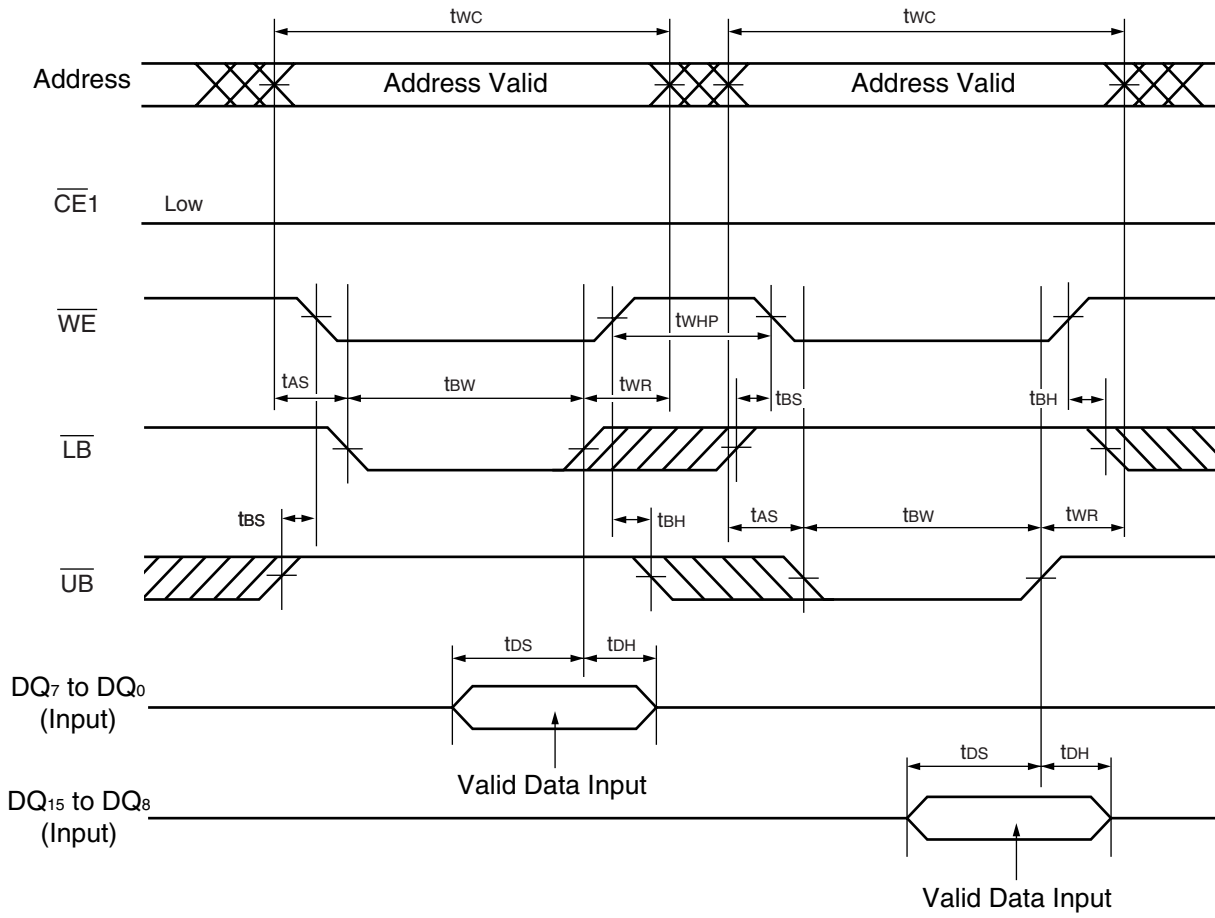 tWC tWC
Address Address Valid Address Valid
CE1 Low
WE
tWHP
tAS tBW tWR tBS tBH
LB
tBS tBH tAS tBW tWR
UB
tDS tDH
DQ7 to DQ0
(Input)
Valid Data Input
tDS tDH
DQ15 to DQ8
(Input)
Valid Data Input